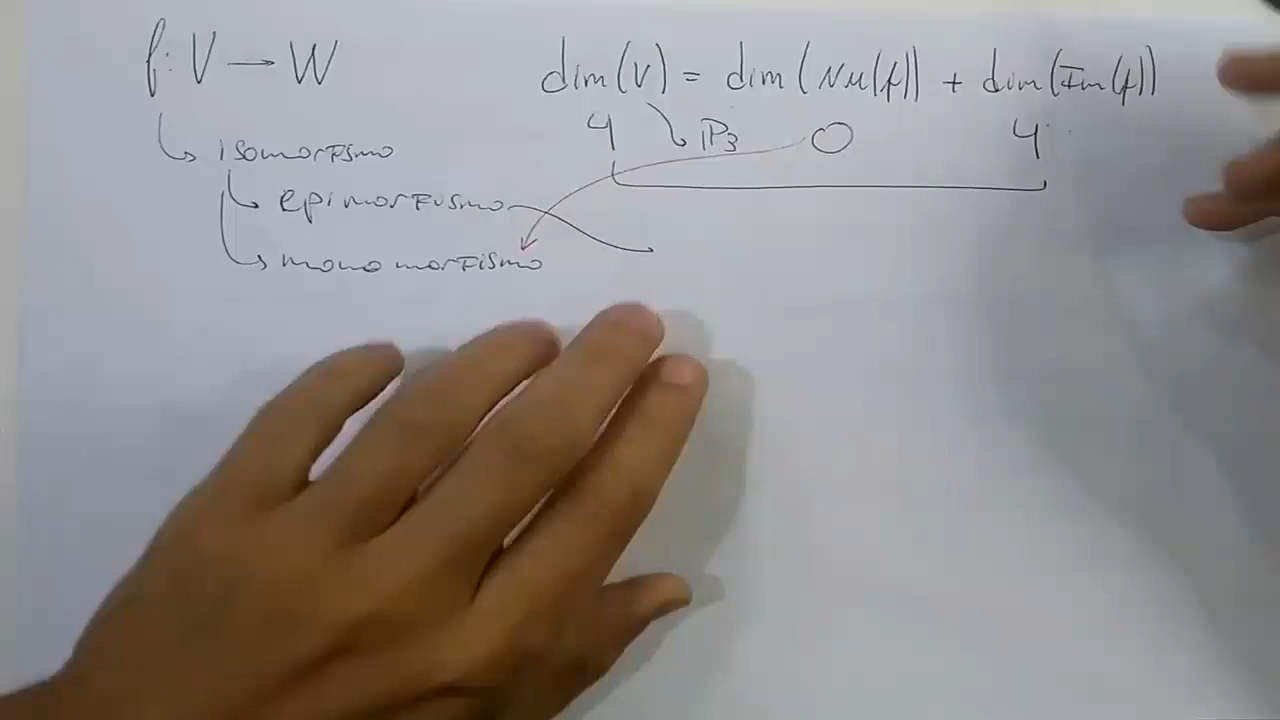 f: V → W
dim(V) = dim(Nu(f)) + dim(Im(f))
4 ↳ P3 0 4
↳ isomorfismo
↳ epimorfismo
↳ monomorfismo